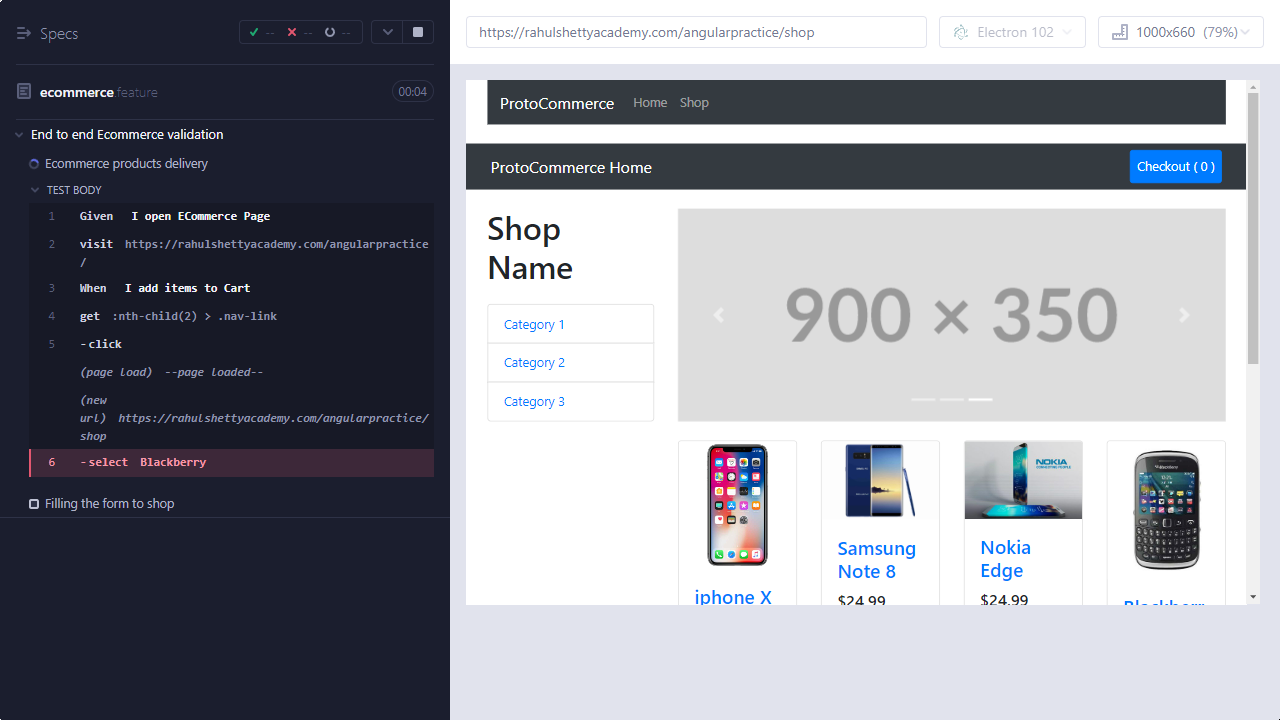 Specs
--
--
--
ecommerce.feature
00:04
End to end Ecommerce validation
Ecommerce products delivery
TEST BODY
1 Given I open ECommerce Page
2 visit https://rahulshettyacademy.com/angularpractice
/
3 When I add items to Cart
4 get :nth-child(2) > .nav-link
5 -click
(page load) --page loaded--
(new
url) https://rahulshettyacademy.com/angularpractice/
shop
6 -select Blackberry
Filling the form to shop
https://rahulshettyacademy.com/angularpractice/shop
Electron 102
1000x660 (79%)
ProtoCommerce Home Shop
ProtoCommerce Home
Checkout ( 0 )
Shop
Name
Category 1
Category 2
Category 3
900 × 350
NOKIA
CONNECTING PEOPLE
iphone X
Samsung
Note 8
$24.99
Nokia
Edge
$24.99
Blackberr